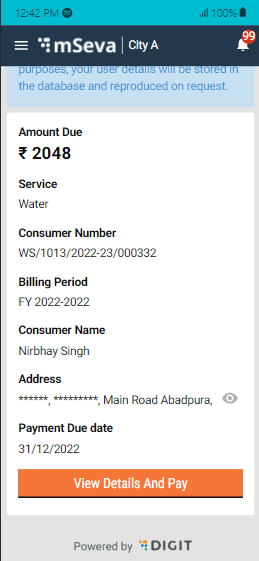 12:42 PM
100%
mSeva
City A
99
purposes, your user details will be stored in
the database and reproduced on request.
Amount Due
₹ 2048
Service
Water
Consumer Number
WS/1013/2022-23/000332
Billing Period
FY 2022-2022
Consumer Name
Nirbhay Singh
Address
******, *********, Main Road Abadpura,
Payment Due date
31/12/2022
View Details And Pay
Powered by DIGIT